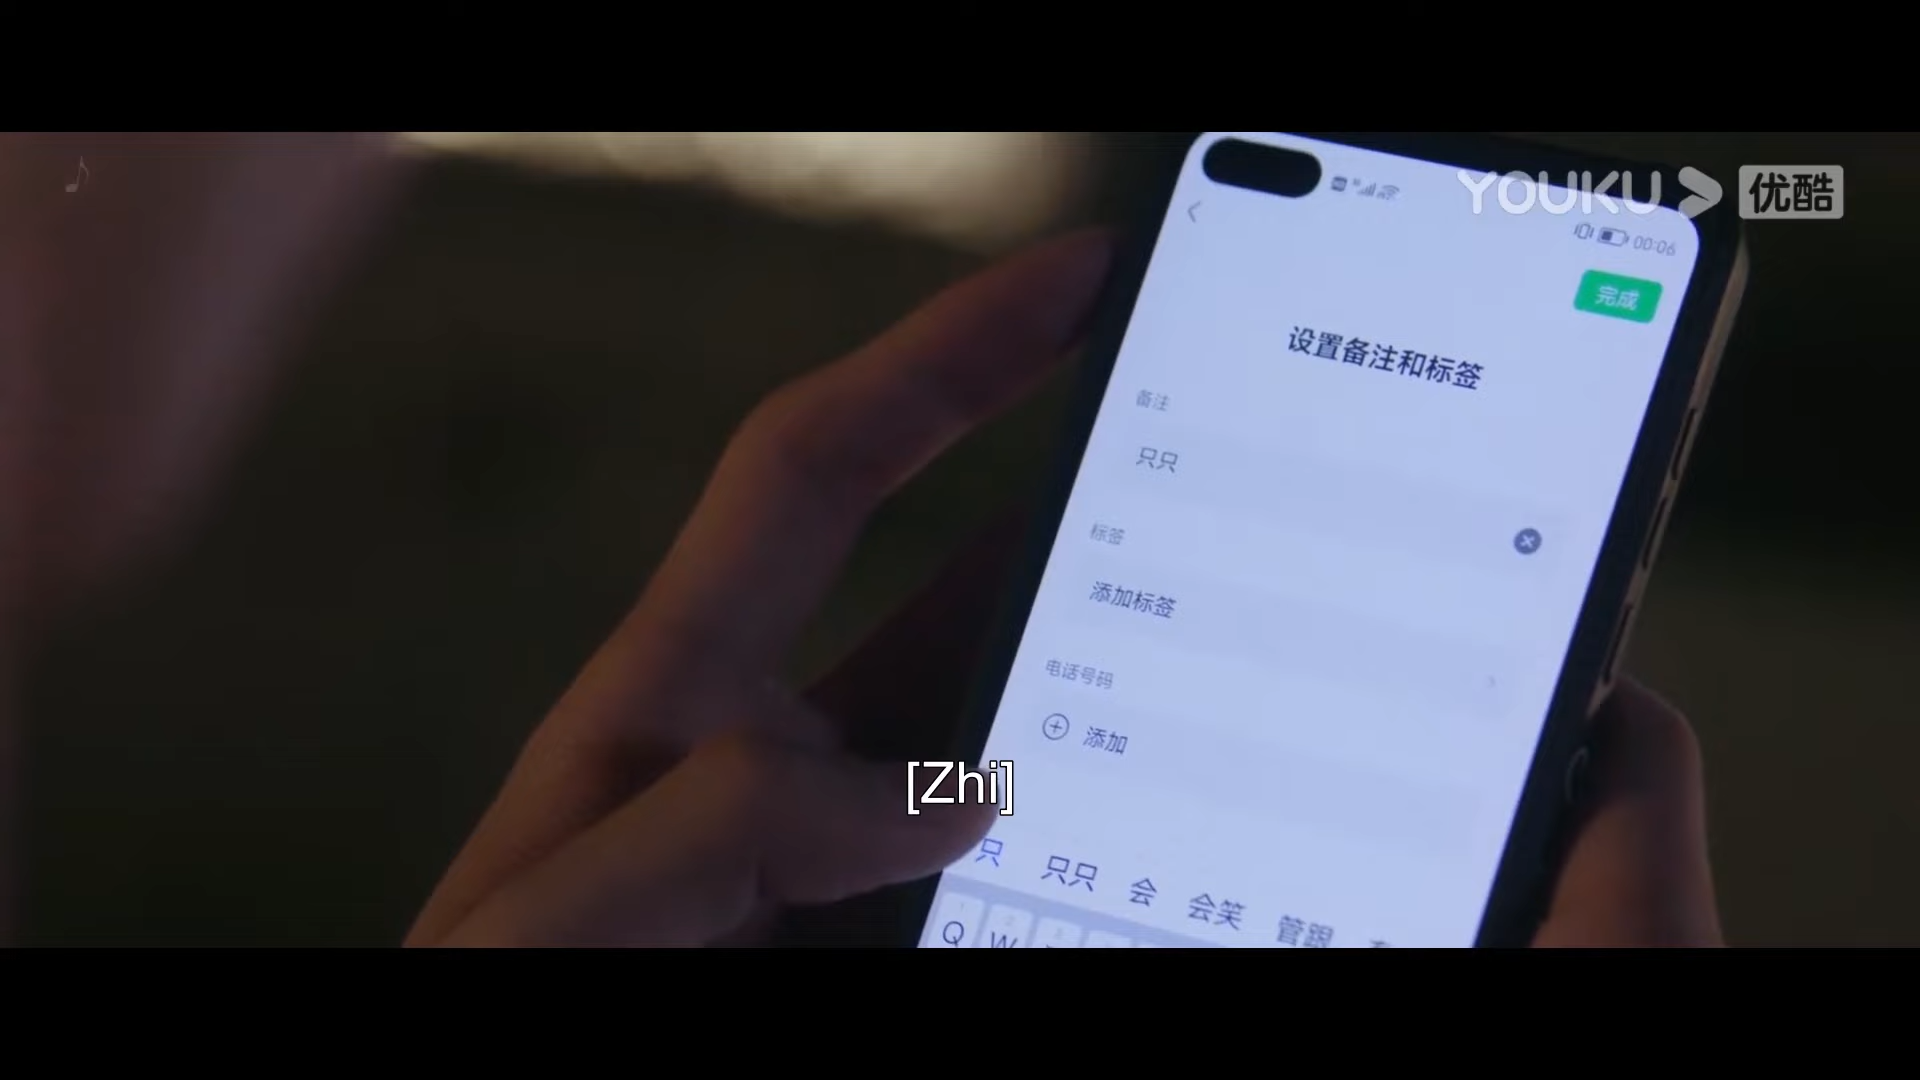 YOUKU 优酷
00:06
完成
设置备注和标签
备注
只只
标签
添加标签
电话号码
添加
[Zhi]
只 只只 会 会笑 管跟
Q W